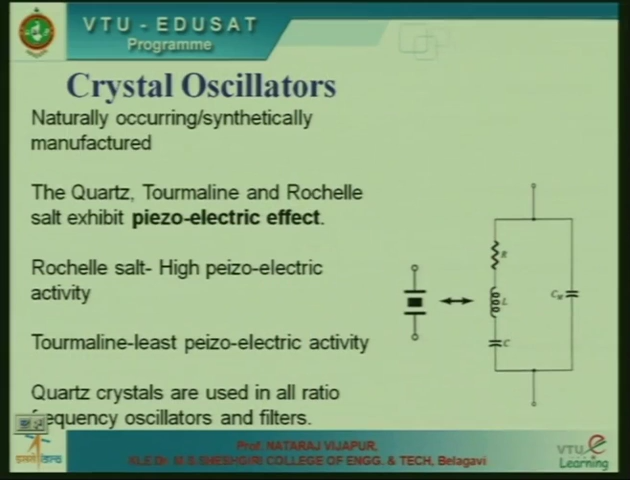 VTU - EDUSAT
Programme
Crystal Oscillators
Naturally occurring/synthetically
manufactured
The Quartz, Tourmaline and Rochelle
salt exhibit piezo-electric effect.
Rochelle salt- High peizo-electric
activity
Tourmaline-least peizo-electric activity
Quartz crystals are used in all ratio
frequency oscillators and filters.
R
L
C
Prof. NATARAJ VIJAPUR,
KLE Dr. M S SHESHGIRI COLLEGE OF ENGG. & TECH, Belagavi
VTU e
Learning